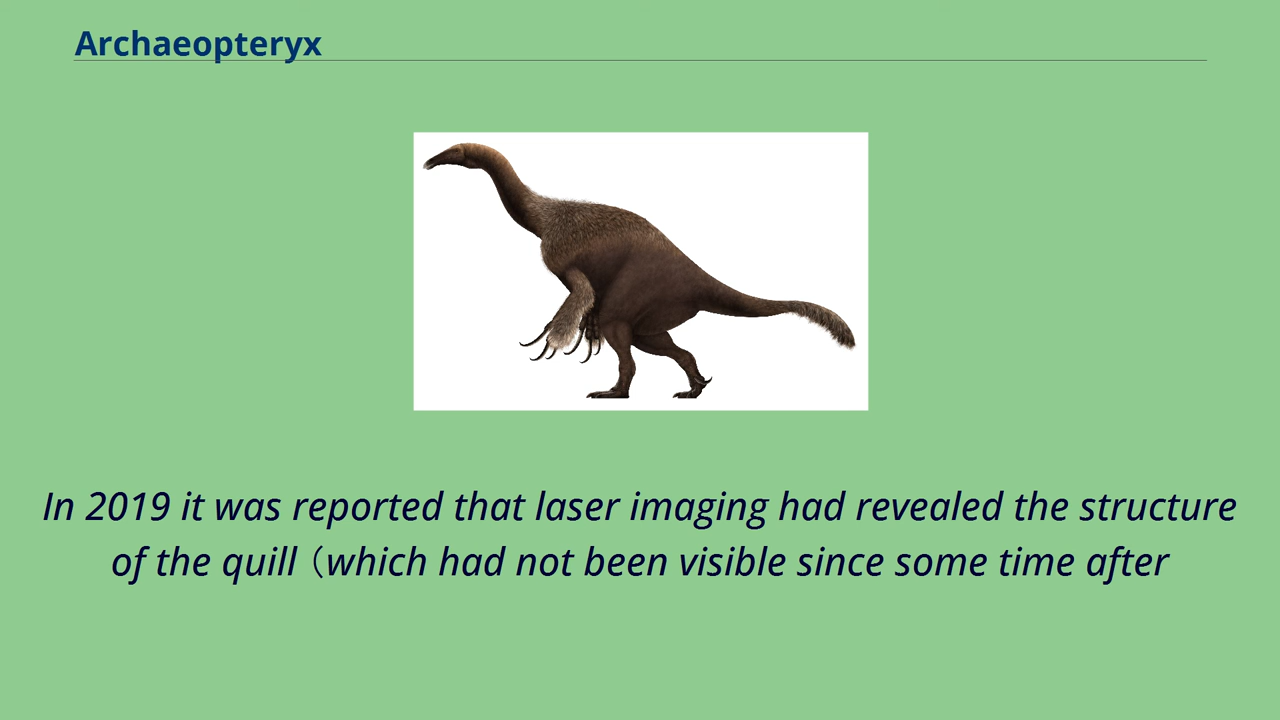 Archaeopteryx
In 2019 it was reported that laser imaging had revealed the structure
of the quill （which had not been visible since some time after